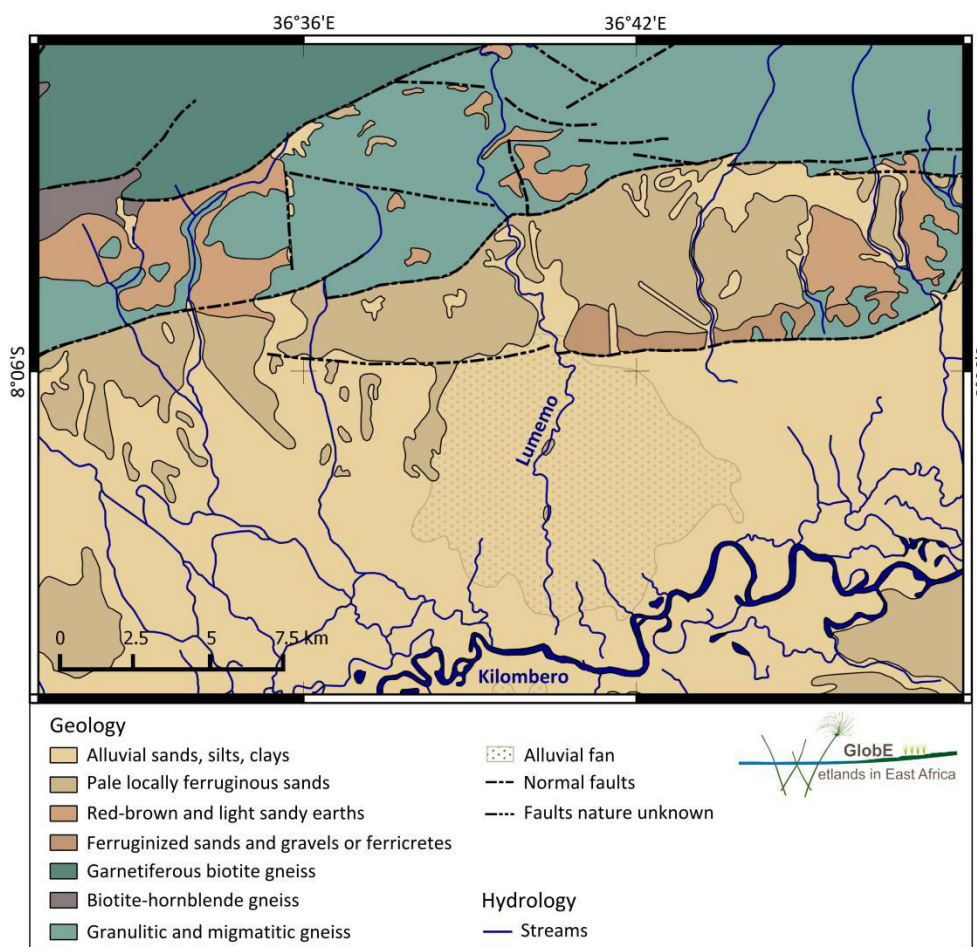 36°36'E 36°42'E
8°06'S
Lumemo
0 2.5 5 7.5 km
Kilombero
Geology
Alluvial sands, silts, clays
Pale locally ferruginous sands
Red-brown and light sandy earths
Ferruginized sands and gravels or ferricretes
Garnetiferous biotite gneiss
Biotite-hornblende gneiss
Granulitic and migmatitic gneiss
Alluvial fan
Normal faults
Faults nature unknown
Hydrology
Streams
GlobE
etlands in East Africa